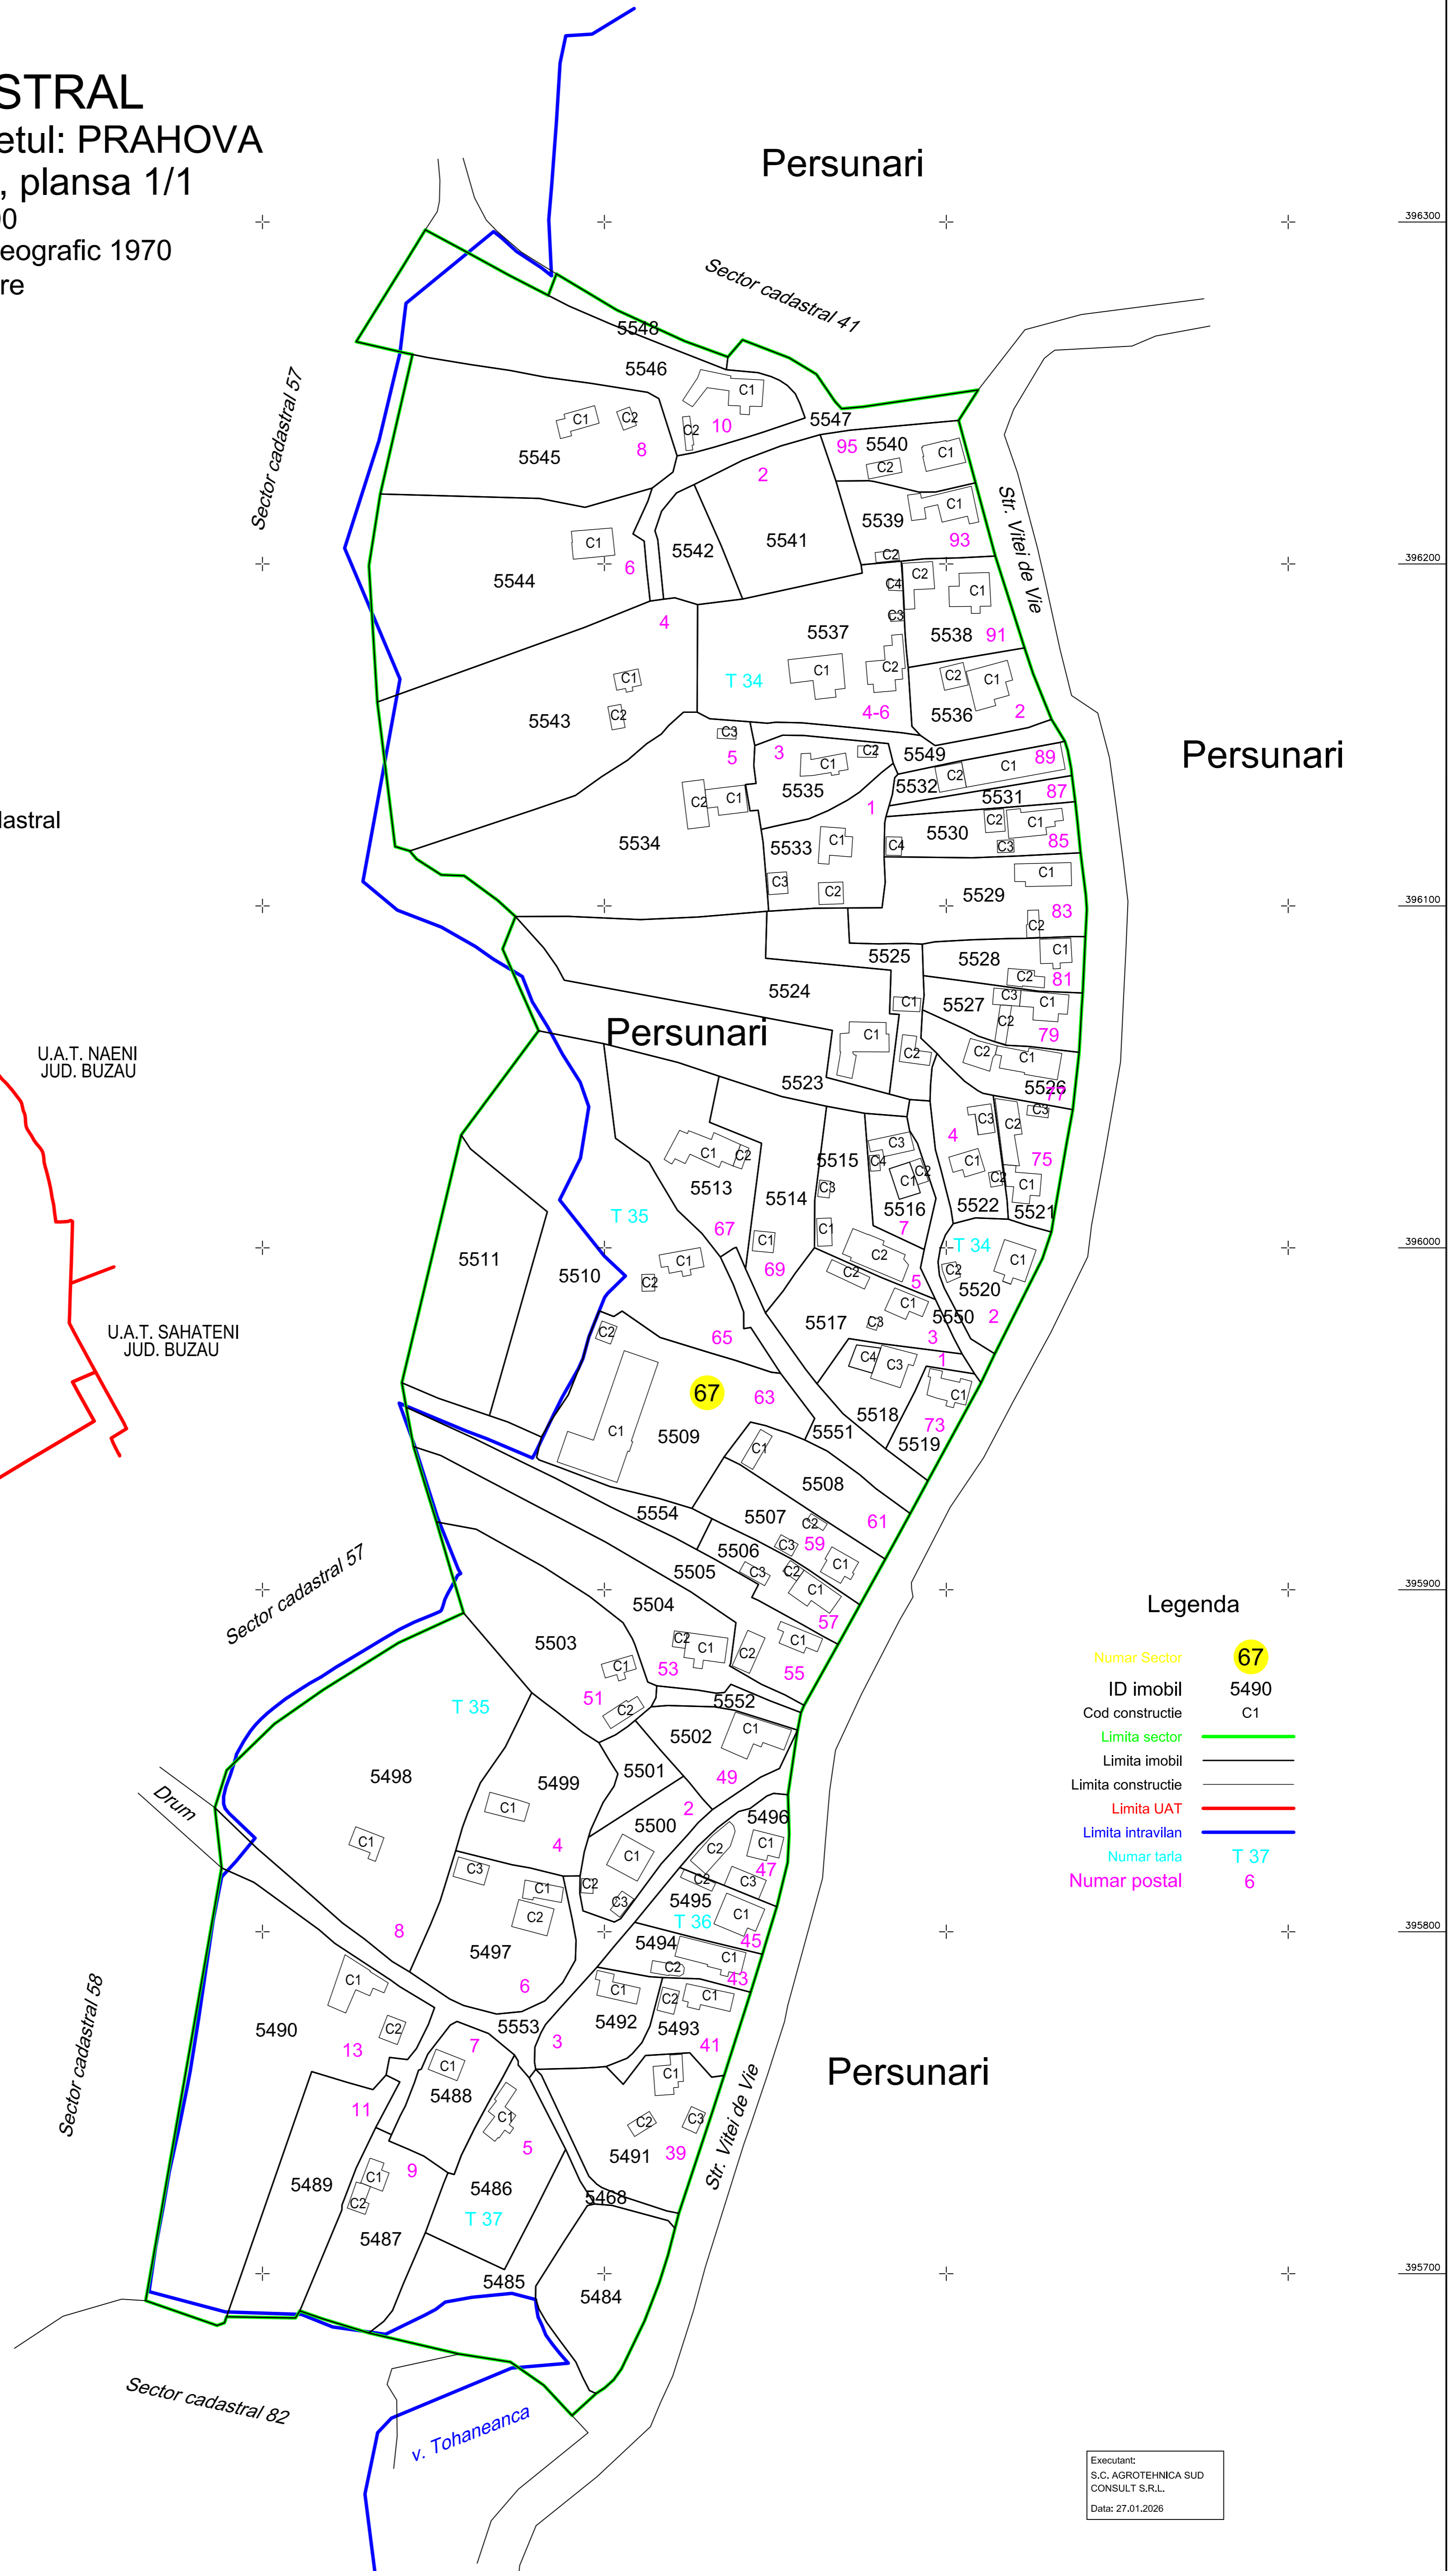 STRAL
etul: PRAHOVA
, plansa 1/1
00
eografic 1970
re
Persunari
396300
Sector cadastral 41
Sector cadastral 57
5548
5546
C1
C1
C2
10
C2
5547
95
5540
C1
C2
5545
8
2
5539
C1
93
Str. Vitei de Vie
C1
5542
5541
C2
396200
6
5544
C2
C4
C1
4
C3
5537
5538
91
C1
C2
T 34
C1
C2
C1
5543
C2
4-6
5536
2
C3
5
3
C2
5549
89
Persunari
C1
C1
C2
5535
5532
87
C2
C1
5531
1
dastral
5534
C1
5533
C4
5530
C2
C1
85
C3
C3
C2
C1
5529
83
396100
C2
5525
5528
C1
5524
C2
81
C1
5527
C3
C1
Persunari
C1
C2
79
U.A.T. NAENI
JUD. BUZAU
C2
C2
C1
5523
5526
77
C3
4
C3
C2
C1
C2
5515
C3
C4
C2
C1
75
5513
C3
C1
C2
C1
5514
5516
5522
5521
T 35
67
C1
7
T 34
396000
5511
C1
C2
C1
5510
C2
69
C2
5
C2
5520
C1
5517
C3
5550
2
U.A.T. SAHATENI
JUD. BUZAU
C2
65
3
C4
C3
1
67
63
C1
5518
73
C1
5509
5551
5519
C1
5508
5554
5507
C2
61
5506
C3
59
5505
C3
C2
C1
395900
C1
Sector cadastral 57
5504
57
5503
C2
C1
C1
C2
C1
53
55
51
C2
5552
T 35
5502
C1
5498
5499
5501
49
Drum
C1
2
5500
5496
C1
4
C1
C2
C1
C3
C1
C2
47
C2
C3
C2
C3
5495
8
T 36
C1
5497
5494
45
395800
C1
C2
43
C1
6
C1
C2
C1
Sector cadastral 58
5490
C2
5553
5492
5493
13
7
3
41
C1
5488
C1
11
C1
C2
C3
5
5491
39
Str. Vitei de Vie
9
C1
5489
5486
C2
5468
T 37
5487
5485
5484
395700
Sector cadastral 82
v. Tohaneanca
Persunari
Legenda
Numar Sector 67
ID imobil 5490
Cod constructie C1
Limita sector
Limita imobil
Limita constructie
Limita UAT
Limita intravilan
Numar tarla T 37
Numar postal 6
Executant:
S.C. AGROTEHNICA SUD
CONSULT S.R.L.
Data: 27.01.2026